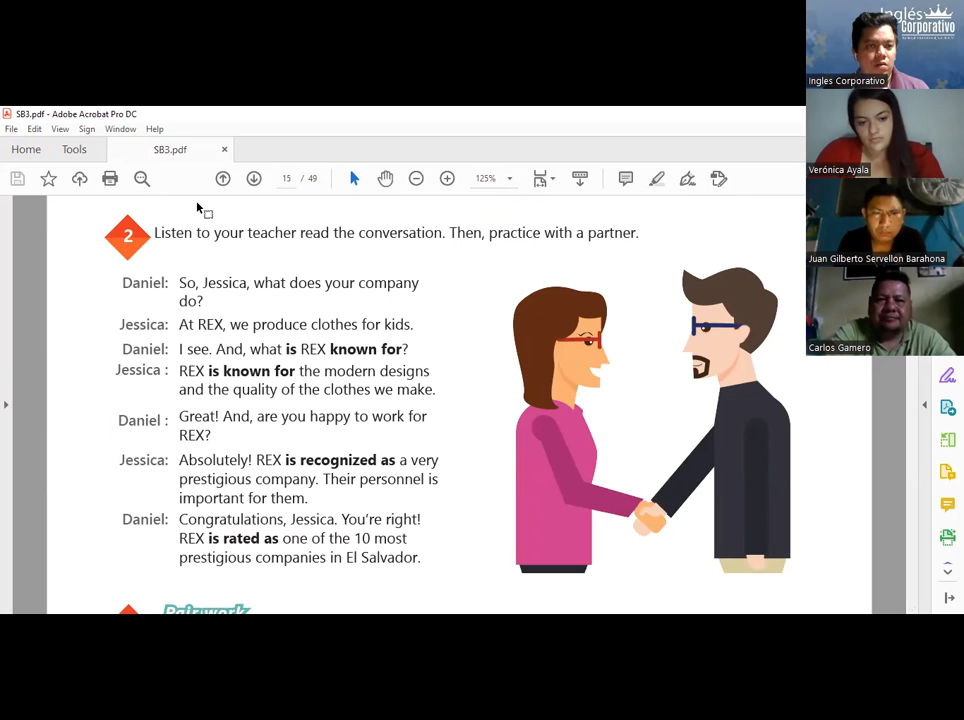 Inglés
Corporativo
Ingles Corporativo
SB3.pdf - Adobe Acrobat Pro DC
File Edit View Sign Window Help
Home Tools SB3.pdf ×
15 / 49 125%
Verónica Ayala
2 Listen to your teacher read the conversation. Then, practice with a partner.
Juan Gilberto Servellon Barahona
Daniel: So, Jessica, what does your company
do?
Jessica: At REX, we produce clothes for kids.
Carlos Gamero
Daniel: I see. And, what is REX known for?
Jessica : REX is known for the modern designs
and the quality of the clothes we make.
Daniel : Great! And, are you happy to work for
REX?
Jessica: Absolutely! REX is recognized as a very
prestigious company. Their personnel is
important for them.
Daniel: Congratulations, Jessica. You're right!
REX is rated as one of the 10 most
prestigious companies in El Salvador.
Pairwork